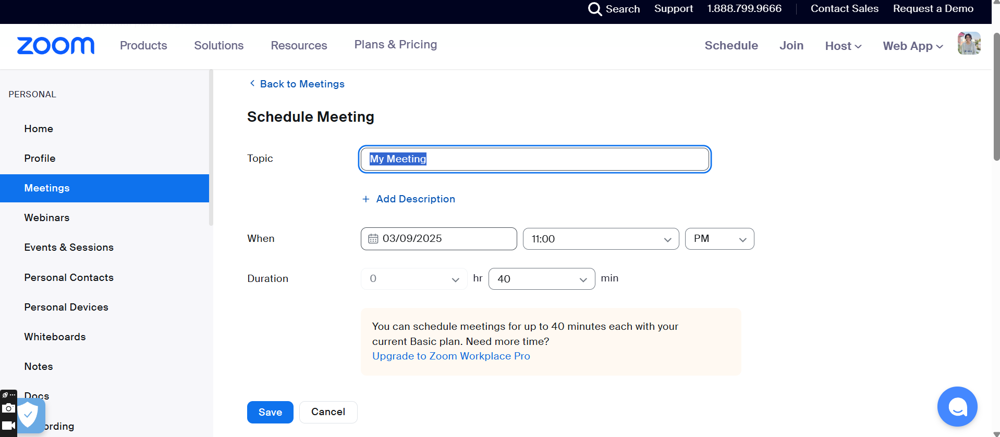 Search Support 1.888.799.9666 Contact Sales Request a Demo
zoom Products Solutions Resources Plans & Pricing Schedule Join Host Web App
PERSONAL
Home
Profile
Meetings
Webinars
Events & Sessions
Personal Contacts
Personal Devices
Whiteboards
Notes
Docs
Back to Meetings
Schedule Meeting
Topic My Meeting
+ Add Description
When 03/09/2025 11:00 PM
Duration 0 hr 40 min
You can schedule meetings for up to 40 minutes each with your
current Basic plan. Need more time?
Upgrade to Zoom Workplace Pro
Save Cancel